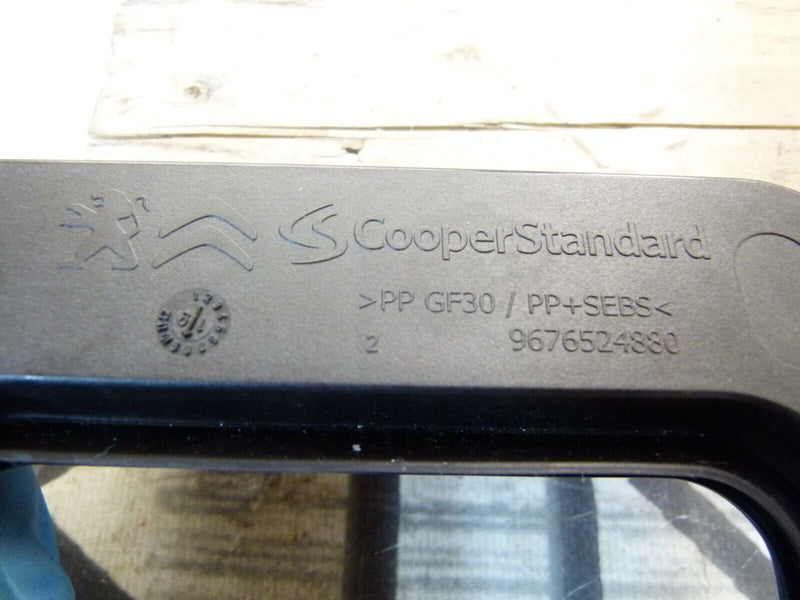 CooperStandard
>PP GF30 / PP+SEBS<
2 9676524880